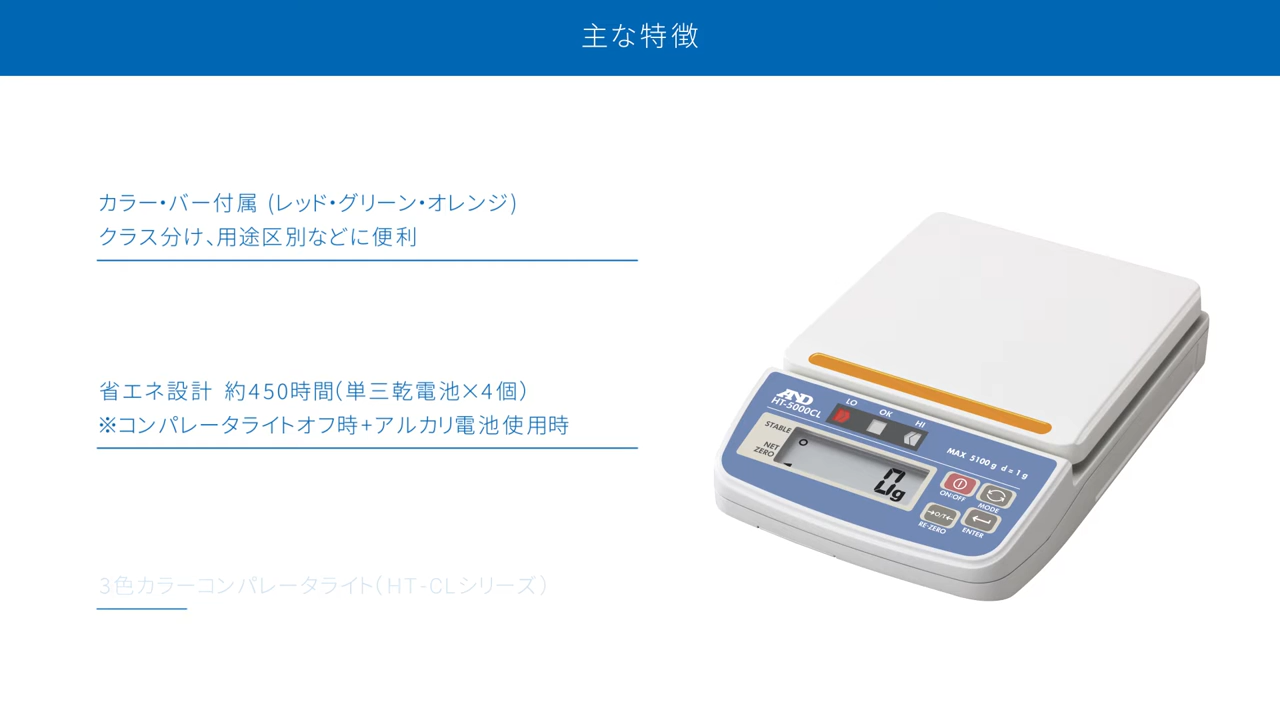 主な特徴
カラー・バー付属 (レッド・グリーン・オレンジ)
クラス分け、用途区別などに便利
省エネ設計 約450時間(単三乾電池×4個)
※コンパレータライトオフ時+アルカリ電池使用時
3色カラーコンパレータライト(HT-CLシリーズ)
AND
HT-5000CL
LO
OK
HI
STABLE
NET
ZERO
0g
MAX 5100g d=1g
ON:OFF
MODE
→O/T←
RE-ZERO
ENTER